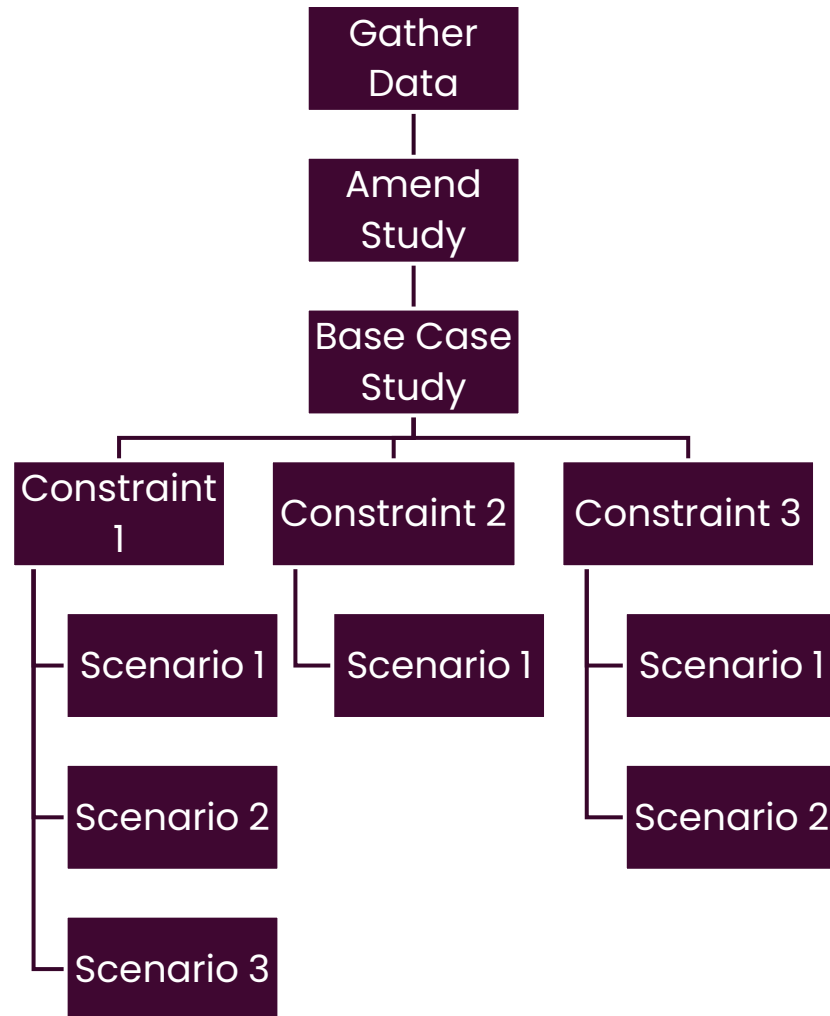 Gather
Data
Amend
Study
Base Case
Study
Constraint
1
Constraint 2
Constraint 3
Scenario 1
Scenario 1
Scenario 1
Scenario 2
Scenario 2
Scenario 3